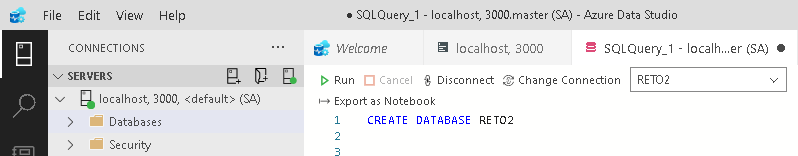 File Edit View Help ● SQLQuery_1 - localhost, 3000.master (SA) - Azure Data Studio
CONNECTIONS
Welcome localhost, 3000 SQLQuery_1 - localh...er (SA) ●
SERVERS
Run Cancel Disconnect Change Connection RETO2
localhost, 3000, <default> (SA)
Export as Notebook
Databases
1 CREATE DATABASE RETO2
2
Security
3